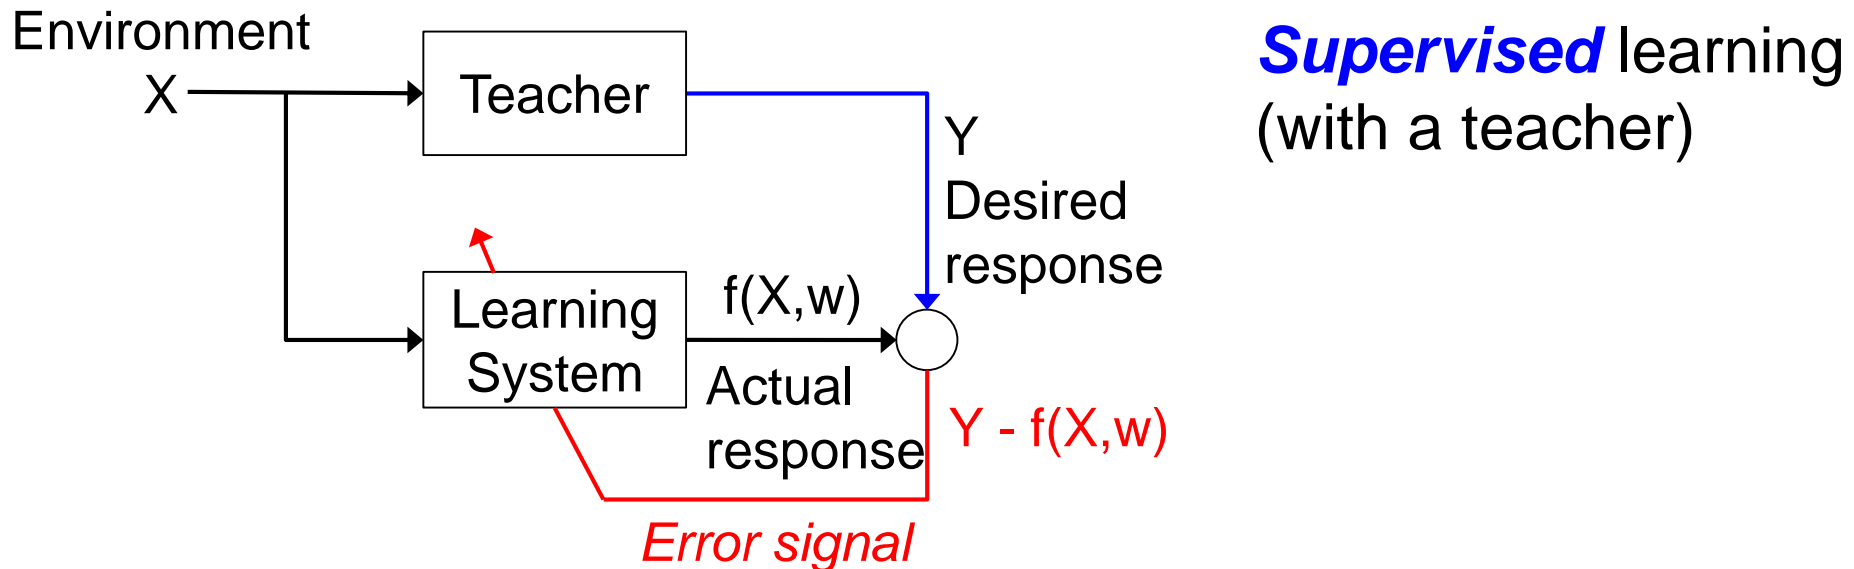 Environment
X
Teacher
Supervised learning
(with a teacher)
Y
Desired
response
Learning
System
f(X,w)
Actual
response
Y - f(X,w)
Error signal